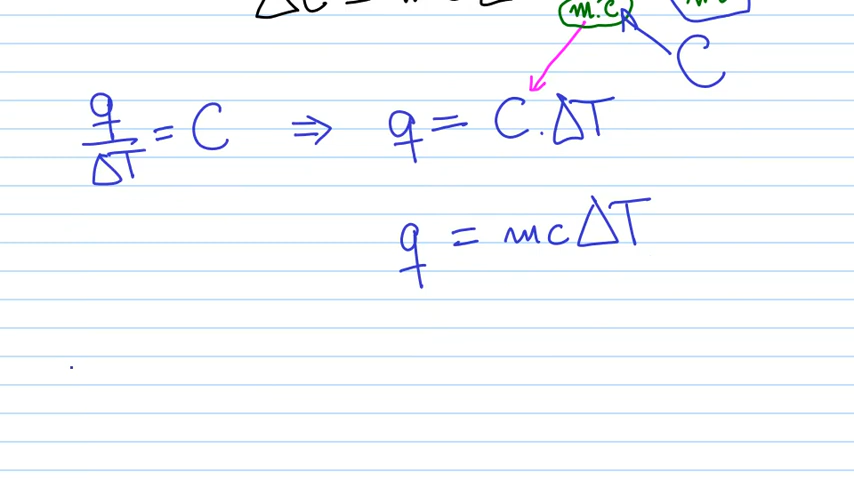 m.c
C
q/ΔT = C ⇒ q = C . ΔT
q = mcΔT